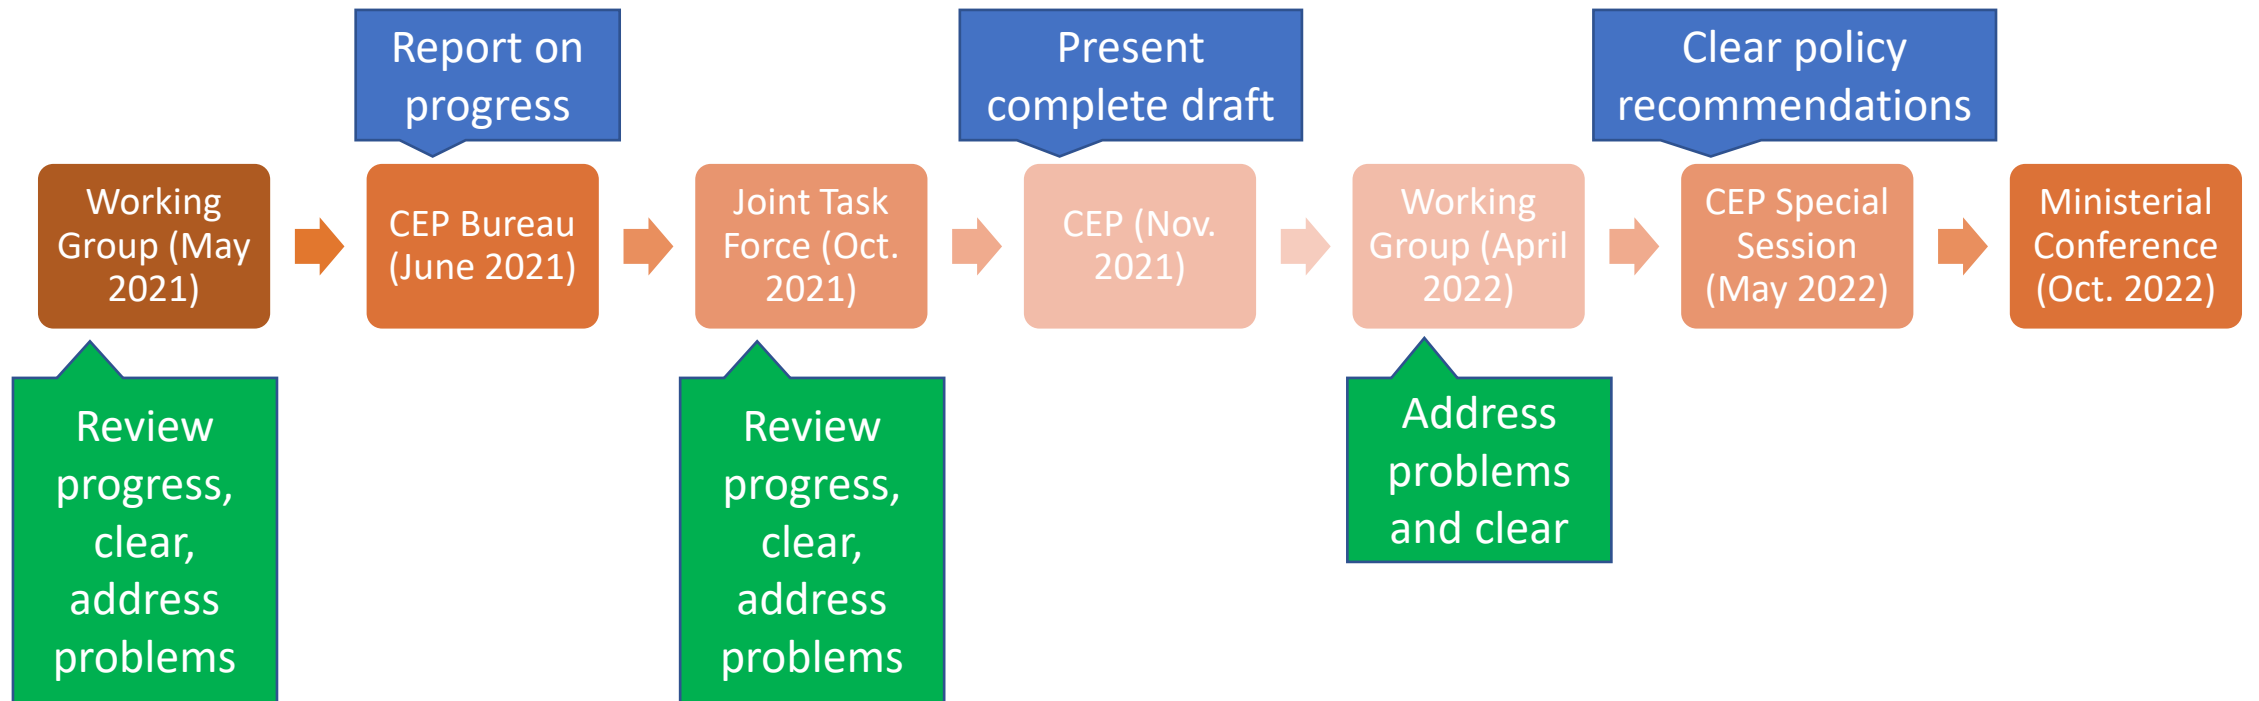 Report on
progress
Present
complete draft
Clear policy
recommendations
Working
Group (May
2021)
CEP Bureau
(June 2021)
Joint Task
Force (Oct.
2021)
CEP (Nov.
2021)
Working
Group (April
2022)
CEP Special
Session
(May 2022)
Ministerial
Conference
(Oct. 2022)
Review
progress,
clear,
address
problems
Review
progress,
clear,
address
problems
Address
problems
and clear